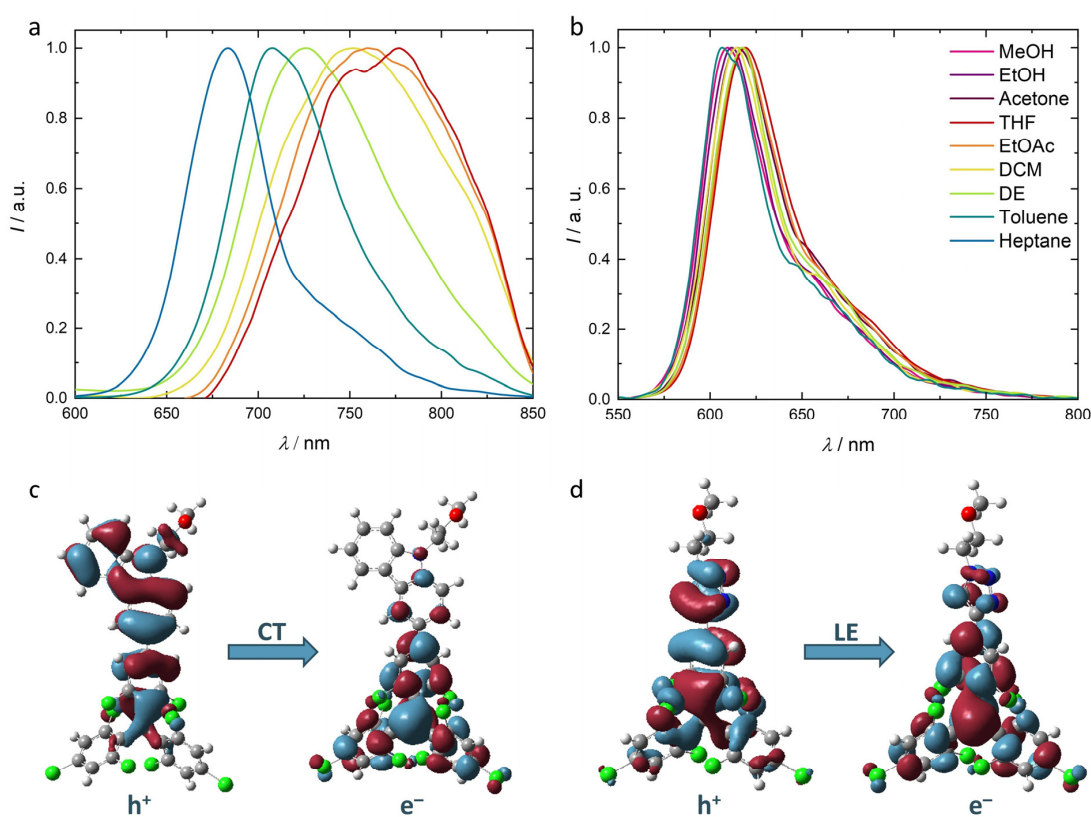 a
1.0
0.8
0.6
0.4
0.2
0.0
I / a.u.
600
650
700
750
800
850
λ / nm
b
1.0
0.8
0.6
0.4
0.2
0.0
I / a. u.
550
600
650
700
750
800
λ / nm
MeOH
EtOH
Acetone
THF
EtOAc
DCM
DE
Toluene
Heptane
c
CT
h⁺
e⁻
d
LE
h⁺
e⁻